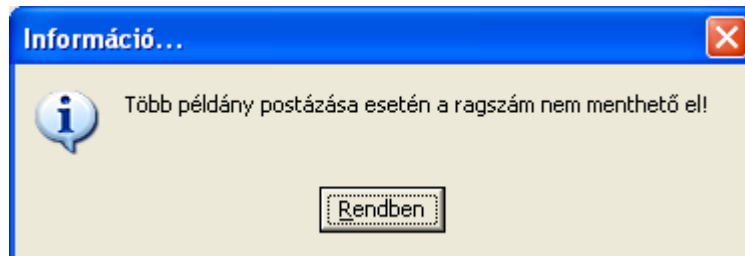 Információ...
Több példány postázása esetén a ragszám nem menthető el!
Rendben